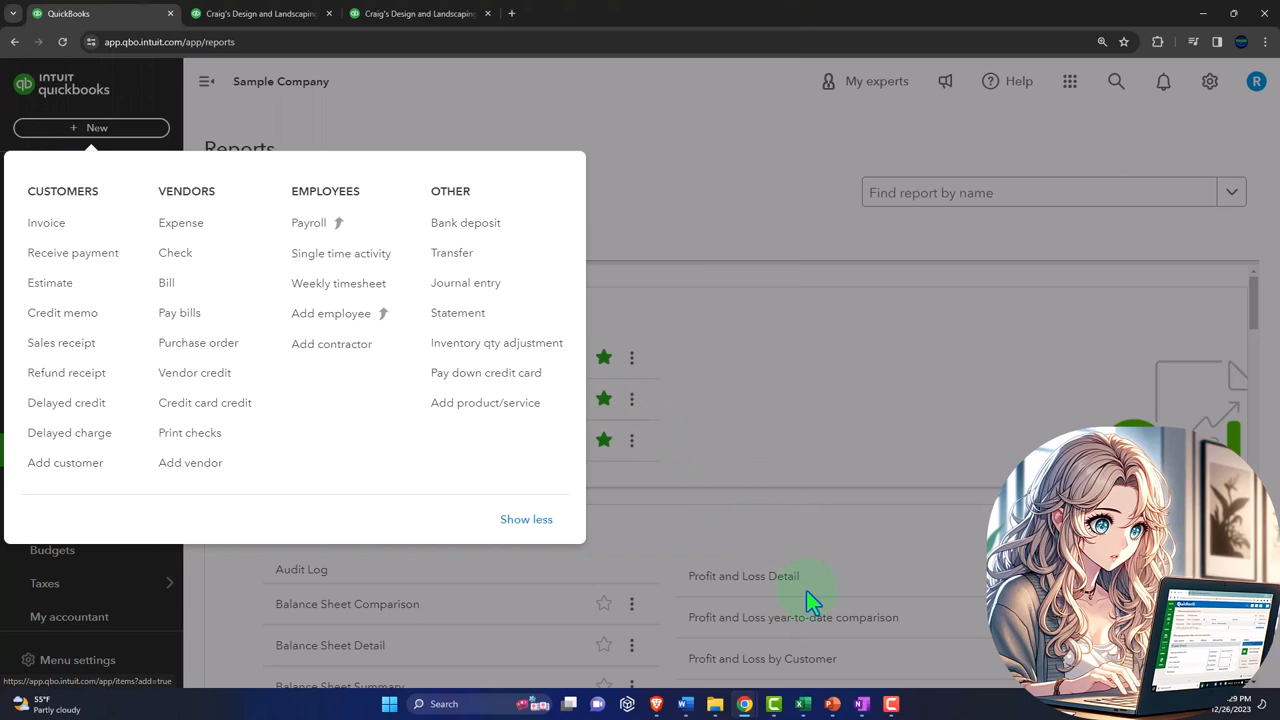 QuickBooks
Craig's Design and Landscaping
Craig's Design and Landscaping
app.qbo.intuit.com/app/reports
INTUIT
quickbooks
Sample Company
My experts
Help
R
+ New
Reports
Find report by name
CUSTOMERS
Invoice
Receive payment
Estimate
Credit memo
Sales receipt
Refund receipt
Delayed credit
Delayed charge
Add customer
VENDORS
Expense
Check
Bill
Pay bills
Purchase order
Vendor credit
Credit card credit
Print checks
Add vendor
EMPLOYEES
Payroll
Single time activity
Weekly timesheet
Add employee
Add contractor
OTHER
Bank deposit
Transfer
Journal entry
Statement
Inventory qty adjustment
Pay down credit card
Add product/service
Show less
Budgets
Taxes
My accountant
Menu settings
Audit Log
Balance Sheet Comparison
Balance Sheet Detail
Balance Sheet Summary
Profit and Loss Detail
Profit and Loss year-to-date comparison
Profit and Loss by Customer
https://qbo.intuit.com/app/items?add=true
55°F
Partly cloudy
Search
12/26/2023